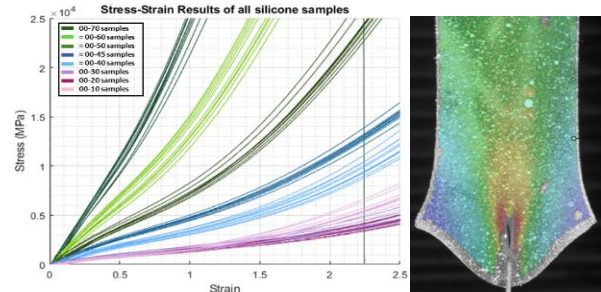 Stress-Strain Results of all silicone samples
×10⁴
2.5
2
1.5
1
0.5
0
Stress (MPa)
00-70 samples
= 00-60 samples
= 00-50 samples
= 00-45 samples
= 00-40 samples
00-30 samples
00-20 samples
00-10 samples
0
0.5
1
1.5
2
2.5
Strain